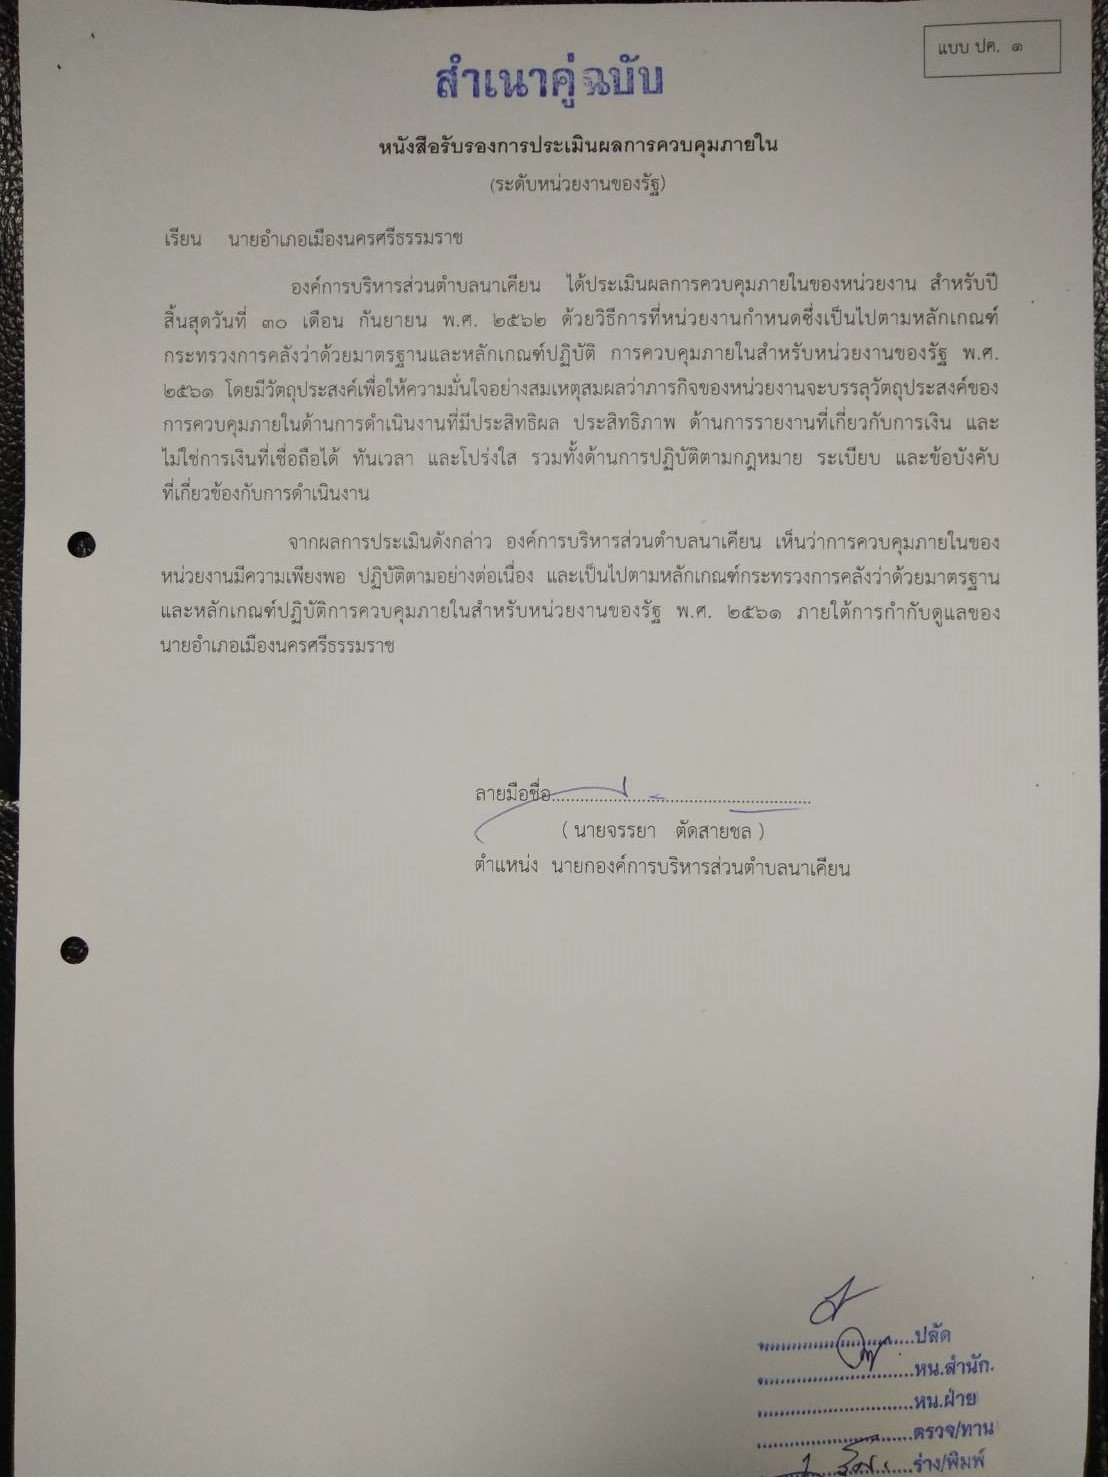 แบบ ปค. ๑
สำเนาคู่ฉบับ
หนังสือรับรองการประเมินผลการควบคุมภายใน
(ระดับหน่วยงานของรัฐ)
เรียน นายอำเภอเมืองนครศรีธรรมราช
องค์การบริหารส่วนตำบลนาเคียน ได้ประเมินผลการควบคุมภายในของหน่วยงาน สำหรับปี
สิ้นสุดวันที่ ๓๐ เดือน กันยายน พ.ศ. ๒๕๖๒ ด้วยวิธีการที่หน่วยงานกำหนดซึ่งเป็นไปตามหลักเกณฑ์
กระทรวงการคลังว่าด้วยมาตรฐานและหลักเกณฑ์ปฏิบัติ การควบคุมภายในสำหรับหน่วยงานของรัฐ พ.ศ.
๒๕๖๑ โดยมีวัตถุประสงค์เพื่อให้ความมั่นใจอย่างสมเหตุสมผลว่าภารกิจของหน่วยงานจะบรรลุวัตถุประสงค์ของ
การควบคุมภายในด้านการดำเนินงานที่มีประสิทธิผล ประสิทธิภาพ ด้านการรายงานที่เกี่ยวกับการเงิน และ
ไม่ใช่การเงินที่เชื่อถือได้ ทันเวลา และโปร่งใส รวมทั้งด้านการปฏิบัติตามกฎหมาย ระเบียบ และข้อบังคับ
ที่เกี่ยวข้องกับการดำเนินงาน
จากผลการประเมินดังกล่าว องค์การบริหารส่วนตำบลนาเคียน เห็นว่าการควบคุมภายในของ
หน่วยงานมีความเพียงพอ ปฏิบัติตามอย่างต่อเนื่อง และเป็นไปตามหลักเกณฑ์กระทรวงการคลังว่าด้วยมาตรฐาน
และหลักเกณฑ์ปฏิบัติการควบคุมภายในสำหรับหน่วยงานของรัฐ พ.ศ. ๒๕๖๑ ภายใต้การกำกับดูแลของ
นายอำเภอเมืองนครศรีธรรมราช
ลายมือชื่อ
( นายจรรยา ตัดสายชล )
ตำแหน่ง นายกองค์การบริหารส่วนตำบลนาเคียน
ปลัด
หน.สำนัก.
หน.ฝ่าย
ตรวจ/ทาน
ร่าง/พิมพ์